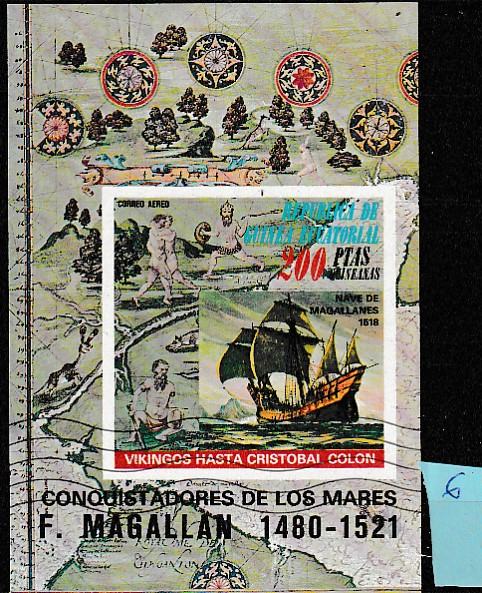 CORREO AEREO
REPUBLICA DE
GUINEA ECUATORIAL
200 PTAS
GUINEANAS
NAVE DE
MAGALLANES
1518
VIKINGOS HASTA CRISTOBAL COLON
CONQUISTADORES DE LOS MARES
F. MAGALLAN 1480-1521
6